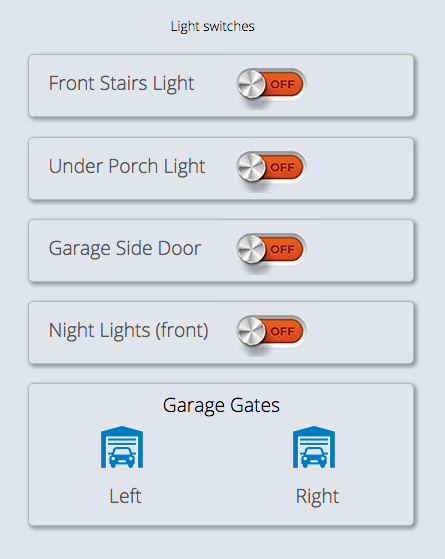 Light switches
Front Stairs Light OFF
Under Porch Light OFF
Garage Side Door OFF
Night Lights (front) OFF
Garage Gates
Left Right